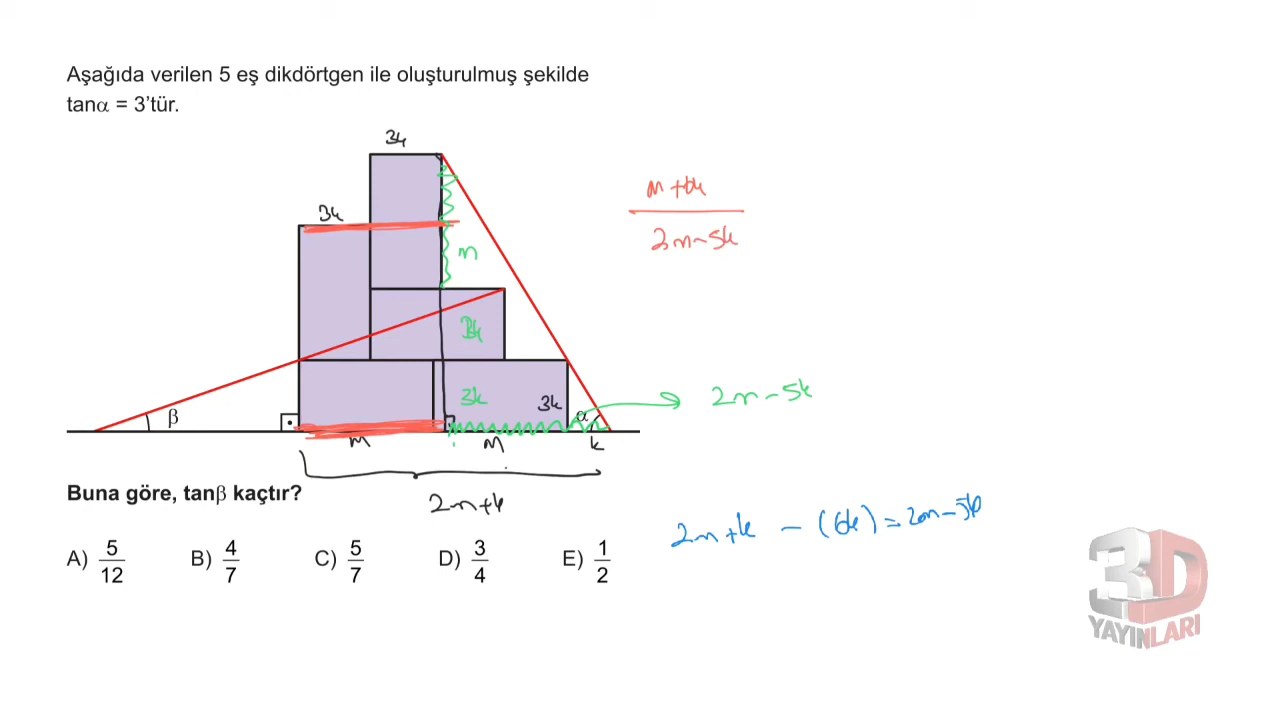 Aşağıda verilen 5 eş dikdörtgen ile oluşturulmuş şekilde
tanα = 3'tür.
3k
3k
m
3k
3k
3k
α
β
m
m
k
2m+k
m+6k
2m-5k
2m-5k
2m+k - (6k) = 2m-5k
Buna göre, tanβ kaçtır?
A) 5/12 B) 4/7 C) 5/7 D) 3/4 E) 1/2
3D
YAYINLARI